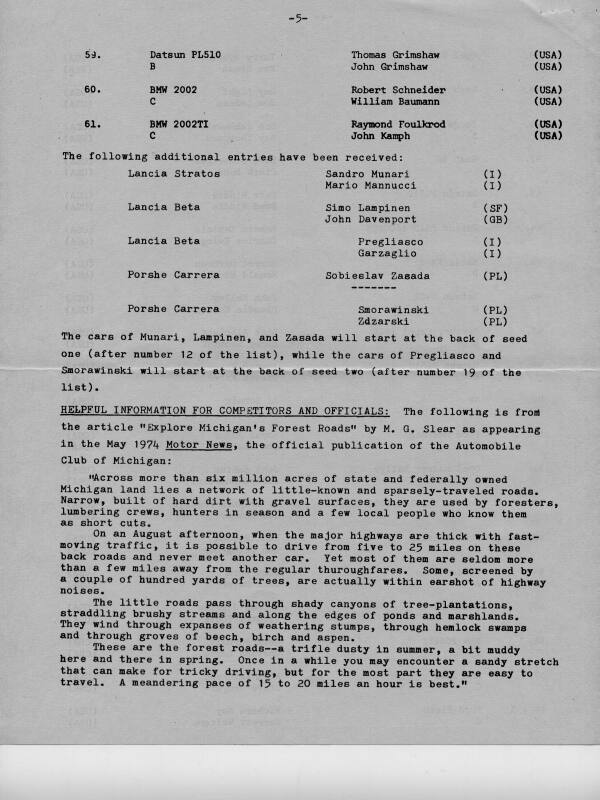 -5-
59. Datsun PL510 Thomas Grimshaw (USA)
B John Grimshaw (USA)
60. BMW 2002 Robert Schneider (USA)
C William Baumann (USA)
61. BMW 2002TI Raymond Foulkrod (USA)
C John Kamph (USA)
The following additional entries have been received:
Lancia Stratos Sandro Munari (I)
Mario Mannucci (I)
Lancia Beta Simo Lampinen (SF)
John Davenport (GB)
Lancia Beta Pregliasco (I)
Garzaglio (I)
Porshe Carrera Sobieslav Zasada (PL)
-------
Porshe Carrera Smorawinski (PL)
Zdzarski (PL)
The cars of Munari, Lampinen, and Zasada will start at the back of seed
one (after number 12 of the list), while the cars of Pregliasco and
Smorawinski will start at the back of seed two (after number 19 of the
list).
HELPFUL INFORMATION FOR COMPETITORS AND OFFICIALS: The following is from
the article "Explore Michigan's Forest Roads" by M. G. Slear as appearing
in the May 1974 Motor News, the official publication of the Automobile
Club of Michigan:
"Across more than six million acres of state and federally owned
Michigan land lies a network of little-known and sparsely-traveled roads.
Narrow, built of hard dirt with gravel surfaces, they are used by foresters,
lumbering crews, hunters in season and a few local people who know them
as short cuts.
On an August afternoon, when the major highways are thick with fast-
moving traffic, it is possible to drive from five to 25 miles on these
back roads and never meet another car. Yet most of them are seldom more
than a few miles away from the regular thuroughfares. Some, screened by
a couple of hundred yards of trees, are actually within earshot of highway
noises.
The little roads pass through shady canyons of tree-plantations,
straddling brushy streams and along the edges of ponds and marshlands.
They wind through expanses of weathering stumps, through hemlock swamps
and through groves of beech, birch and aspen.
These are the forest roads--a trifle dusty in summer, a bit muddy
here and there in spring. Once in a while you may encounter a sandy stretch
that can make for tricky driving, but for the most part they are easy to
travel. A meandering pace of 15 to 20 miles an hour is best."